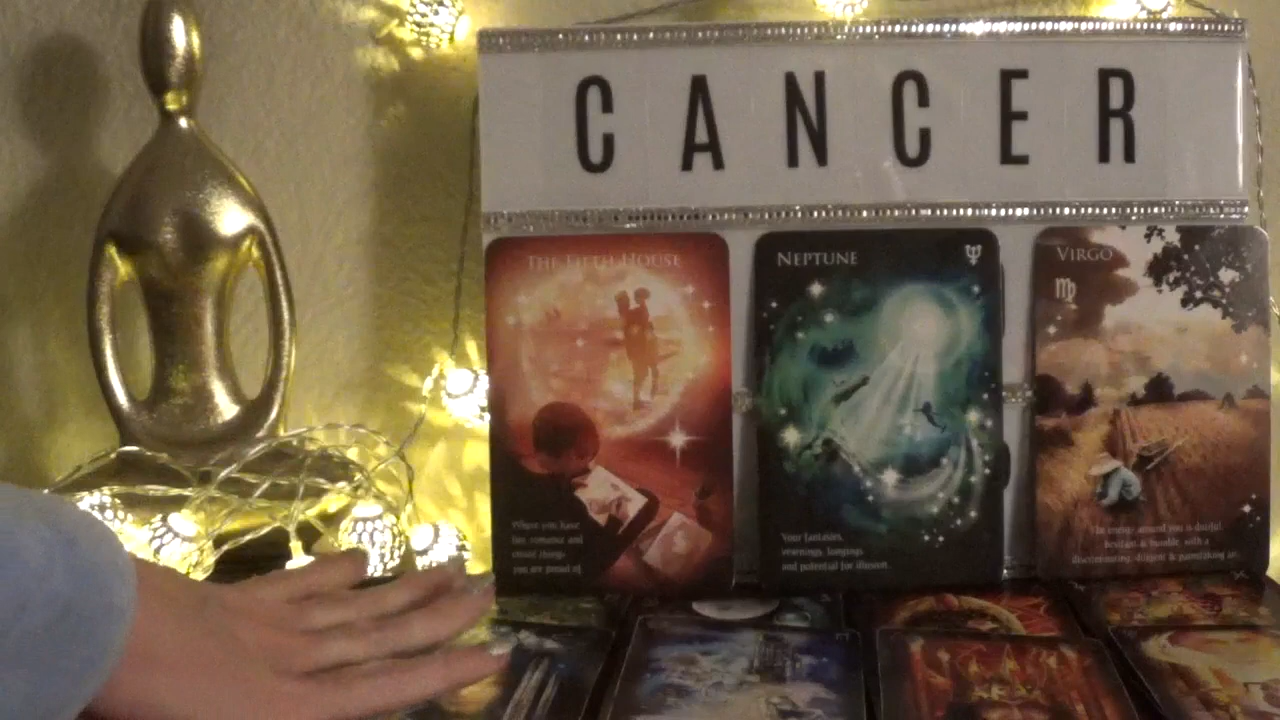 CANCER
THE FIFTH HOUSE
Where you have
fun, romance and
create things
you are proud of.
NEPTUNE
Your fantasies,
yearnings, longings
and potential for illusion.
VIRGO
The energy around you is dutiful,
hesitant & humble, with a
discriminating, diligent & painstaking air.